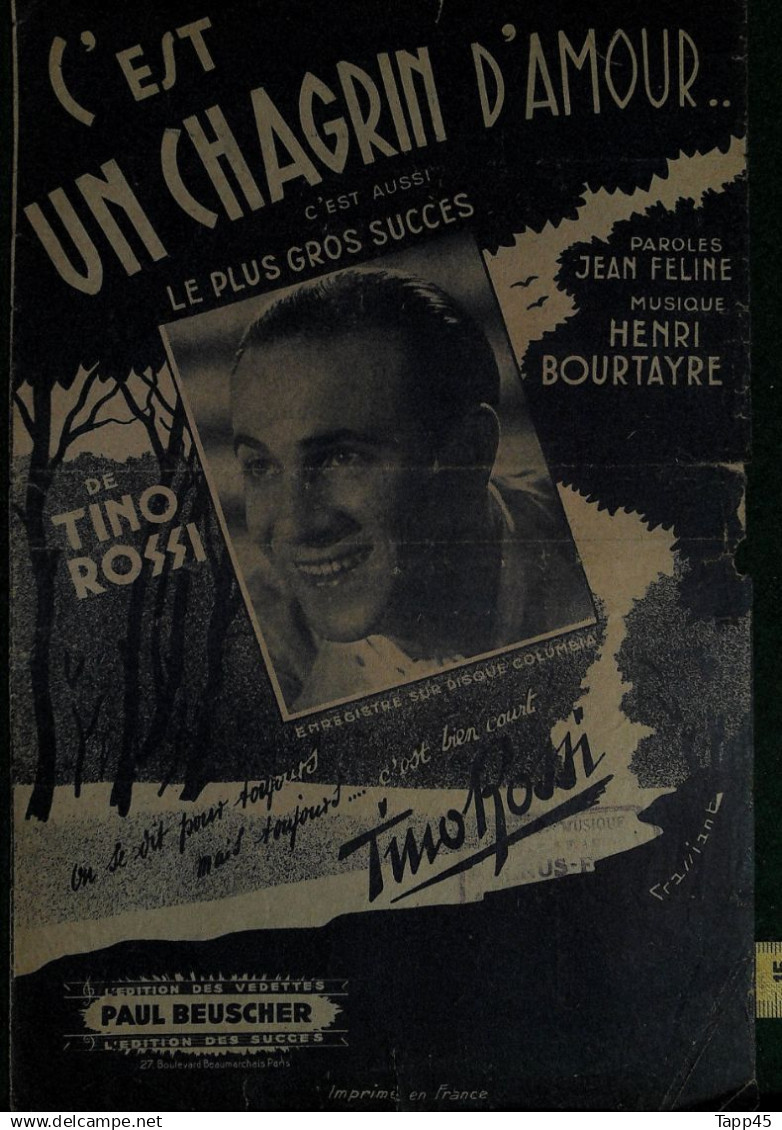 C'EST
UN CHAGRIN D'AMOUR..
C'EST AUSSI
LE PLUS GROS SUCCÈS
PAROLES
JEAN FELINE
MUSIQUE
HENRI
BOURTAYRE
DE
TINO
ROSSI
ENREGISTRE SUR DISQUE COLUMBIA
On se dit pour toujours
mais toujours.... c'est bien court.
Tino Rossi
MUSIQUE
L'EDITION DES VEDETTES
PAUL BEUSCHER
L'EDITION DES SUCCES
27. Boulevard Beaumarchais Paris
Imprimé en France
15
delcampe.net
Tapp45